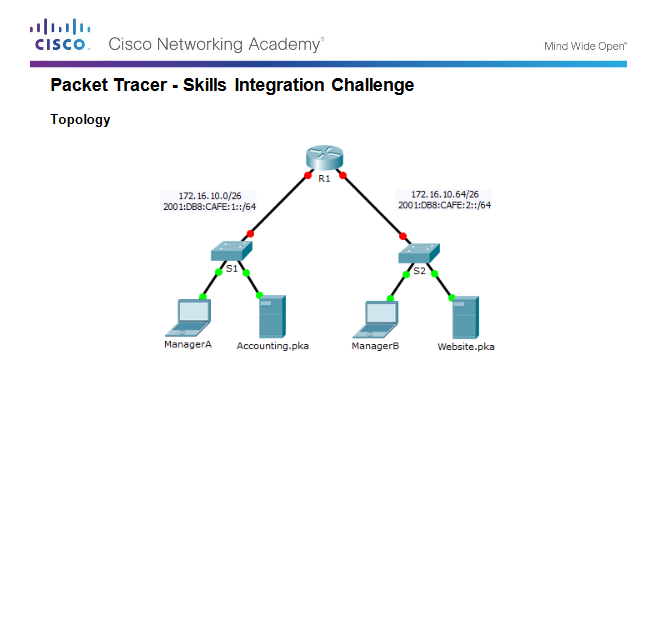 CISCO. Cisco Networking Academy® Mind Wide Open®
Packet Tracer - Skills Integration Challenge
Topology
R1
172.16.10.0/26
2001:DB8:CAFE:1::/64
172.16.10.64/26
2001:DB8:CAFE:2::/64
S1
S2
ManagerA
Accounting.pka
ManagerB
Website.pka